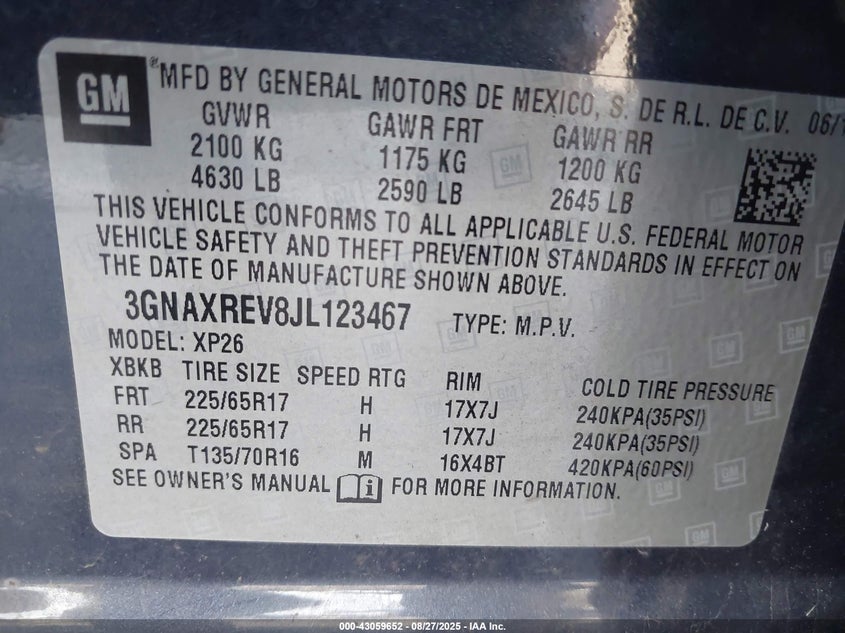 GM
®MFD BY GENERAL MOTORS DE MEXICO, S. DE R.L. DE C.V. 06/1
GVWR GAWR FRT GAWR RR
2100 KG 1175 KG 1200 KG
4630 LB 2590 LB 2645 LB
THIS VEHICLE CONFORMS TO ALL APPLICABLE U.S. FEDERAL MOTOR
VEHICLE SAFETY AND THEFT PREVENTION STANDARDS IN EFFECT ON
THE DATE OF MANUFACTURE SHOWN ABOVE.
3GNAXREV8JL123467 TYPE: M.P.V.
MODEL: XP26
XBKB TIRE SIZE SPEED RTG RIM COLD TIRE PRESSURE
FRT 225/65R17 H 17X7J 240KPA(35PSI)
RR 225/65R17 H 17X7J 240KPA(35PSI)
SPA T135/70R16 M 16X4BT 420KPA(60PSI)
SEE OWNER'S MANUAL FOR MORE INFORMATION.
000-43059652 | 08/27/2025 - IAA Inc.